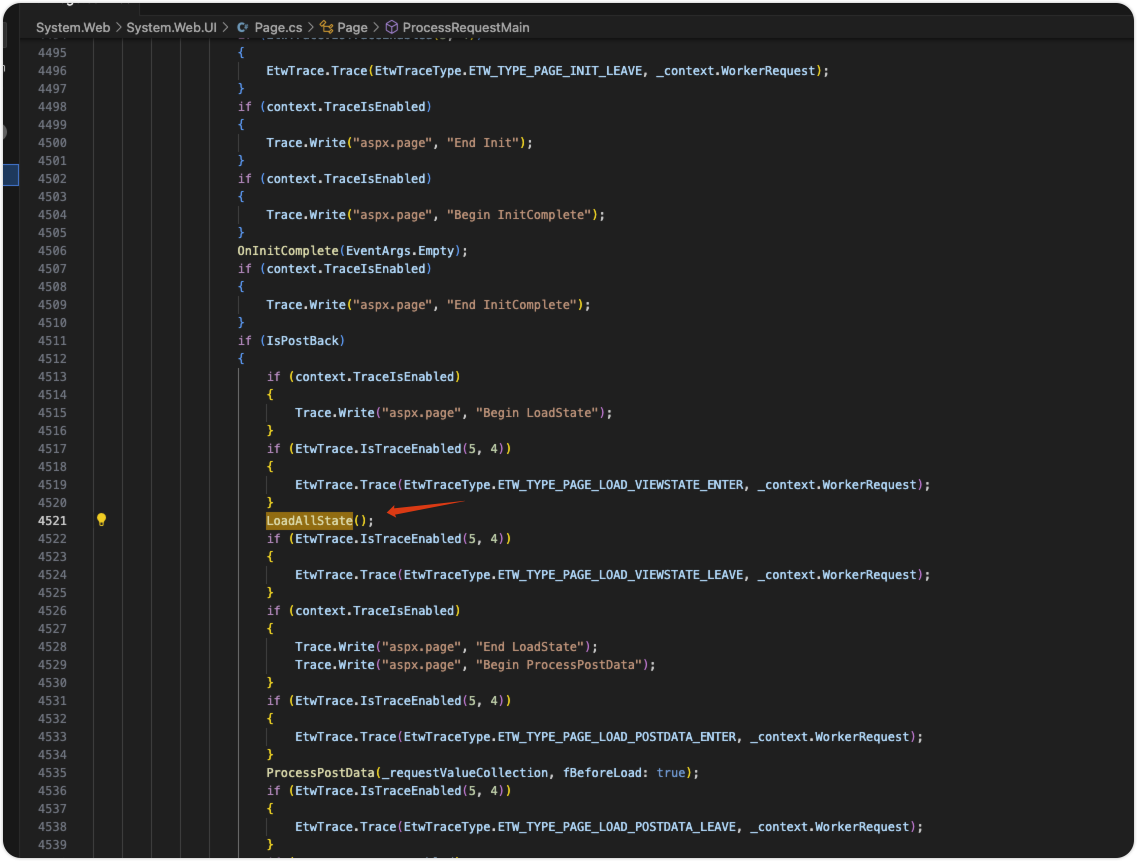 System.Web > System.Web.UI > Page.cs > Page > ProcessRequestMain
4495 {
4496 EtwTrace.Trace(EtwTraceType.ETW_TYPE_PAGE_INIT_LEAVE, _context.WorkerRequest);
4497 }
4498 if (context.TraceIsEnabled)
4499 {
4500 Trace.Write("aspx.page", "End Init");
4501 }
4502 if (context.TraceIsEnabled)
4503 {
4504 Trace.Write("aspx.page", "Begin InitComplete");
4505 }
4506 OnInitComplete(EventArgs.Empty);
4507 if (context.TraceIsEnabled)
4508 {
4509 Trace.Write("aspx.page", "End InitComplete");
4510 }
4511 if (IsPostBack)
4512 {
4513 if (context.TraceIsEnabled)
4514 {
4515 Trace.Write("aspx.page", "Begin LoadState");
4516 }
4517 if (EtwTrace.IsTraceEnabled(5, 4))
4518 {
4519 EtwTrace.Trace(EtwTraceType.ETW_TYPE_PAGE_LOAD_VIEWSTATE_ENTER, _context.WorkerRequest);
4520 }
4521 LoadAllState();
4522 if (EtwTrace.IsTraceEnabled(5, 4))
4523 {
4524 EtwTrace.Trace(EtwTraceType.ETW_TYPE_PAGE_LOAD_VIEWSTATE_LEAVE, _context.WorkerRequest);
4525 }
4526 if (context.TraceIsEnabled)
4527 {
4528 Trace.Write("aspx.page", "End LoadState");
4529 Trace.Write("aspx.page", "Begin ProcessPostData");
4530 }
4531 if (EtwTrace.IsTraceEnabled(5, 4))
4532 {
4533 EtwTrace.Trace(EtwTraceType.ETW_TYPE_PAGE_LOAD_POSTDATA_ENTER, _context.WorkerRequest);
4534 }
4535 ProcessPostData(_requestValueCollection, fBeforeLoad: true);
4536 if (EtwTrace.IsTraceEnabled(5, 4))
4537 {
4538 EtwTrace.Trace(EtwTraceType.ETW_TYPE_PAGE_LOAD_POSTDATA_LEAVE, _context.WorkerRequest);
4539 }